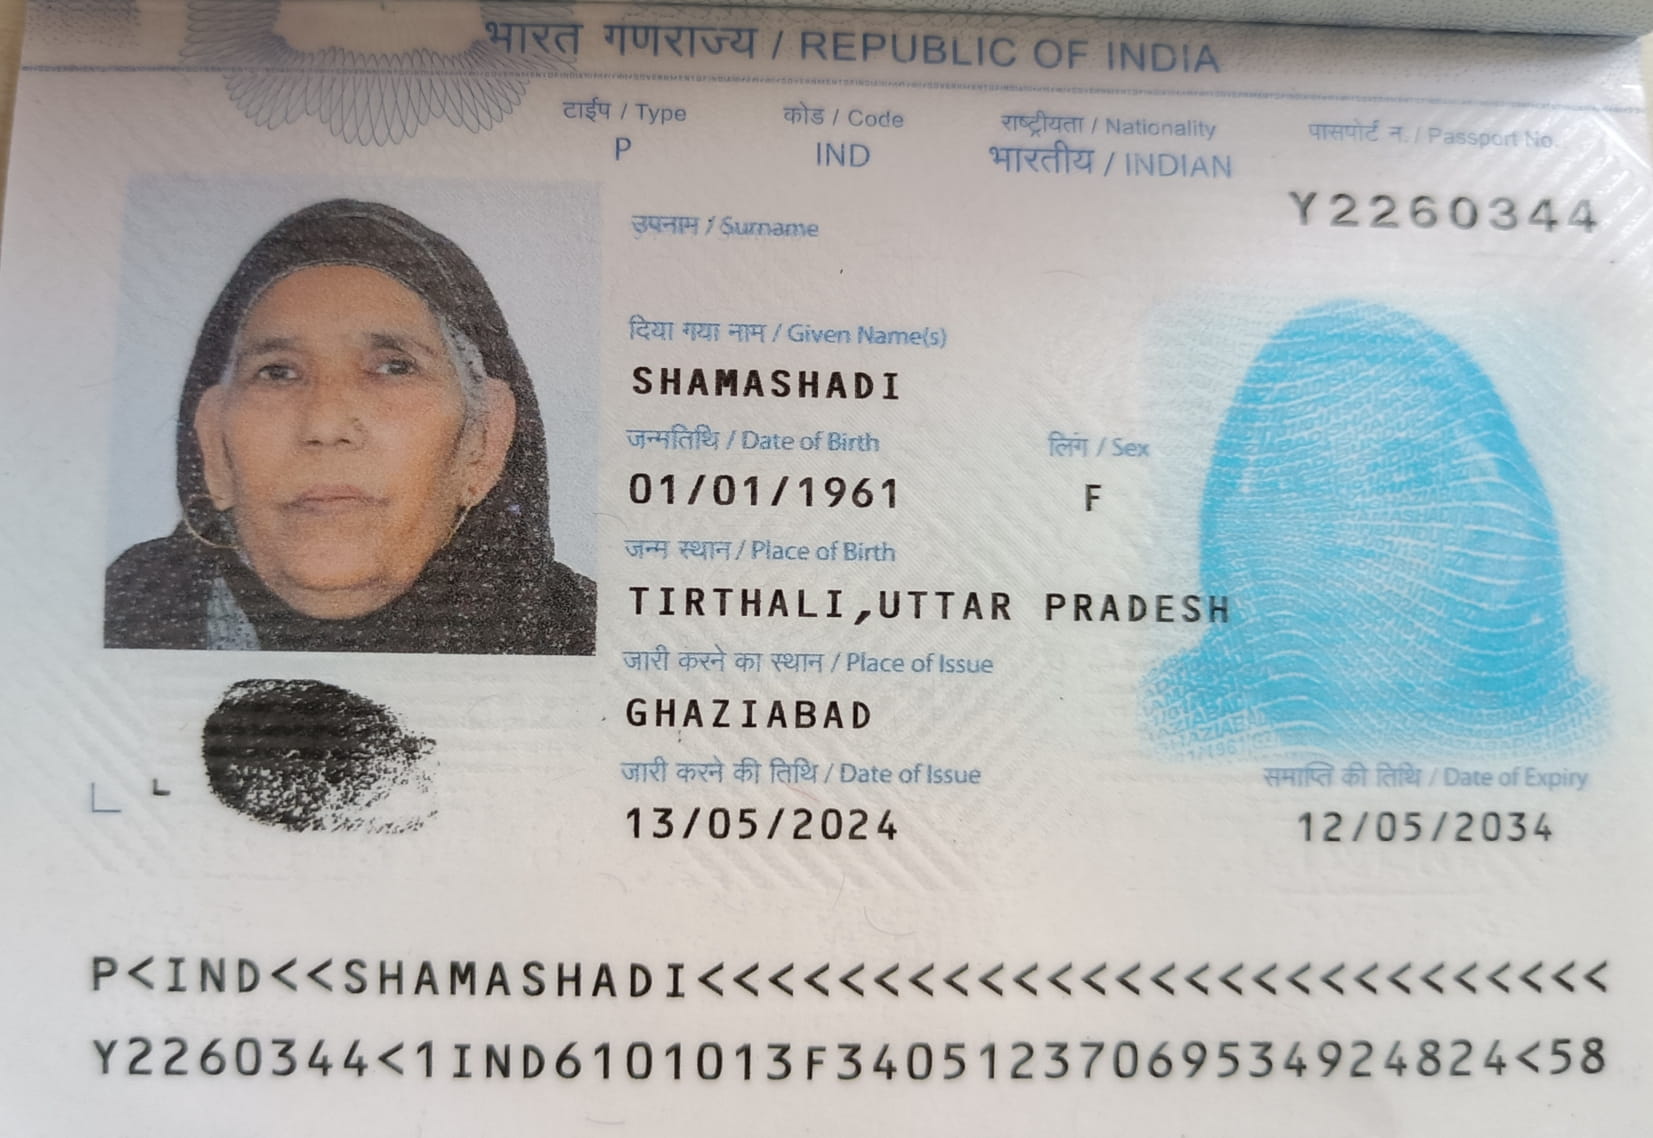 भारत गणराज्य / REPUBLIC OF INDIA
टाईप / Type कोड / Code राष्ट्रीयता / Nationality पासपोर्ट न. / Passport No.
P IND भारतीय / INDIAN Y2260344
उपनाम / Surname
दिया गया नाम / Given Name(s)
SHAMASHADI
जन्मतिथि / Date of Birth लिंग / Sex
01/01/1961 F
जन्म स्थान / Place of Birth
TIRTHALI,UTTAR PRADESH
जारी करने का स्थान / Place of Issue
GHAZIABAD
जारी करने की तिथि / Date of Issue समाप्ति की तिथि / Date of Expiry
13/05/2024 12/05/2034
P<IND<<SHAMASHADI<<<<<<<<<<<<<<<<<<<<<<<<<<
Y2260344<1IND6101013F34051237069534924824<58